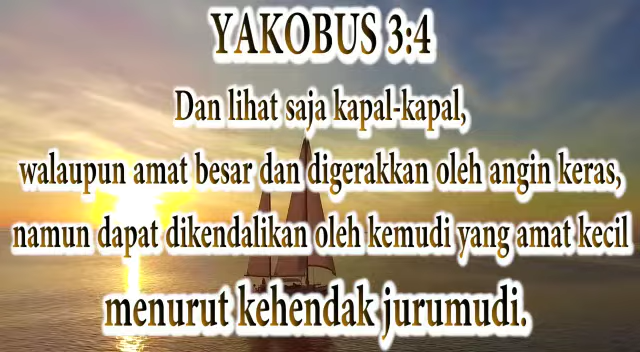 YAKOBUS 3:4
Dan lihat saja kapal-kapal,
walaupun amat besar dan digerakkan oleh angin keras,
namun dapat dikendalikan oleh kemudi yang amat kecil
menurut kehendak jurumudi.